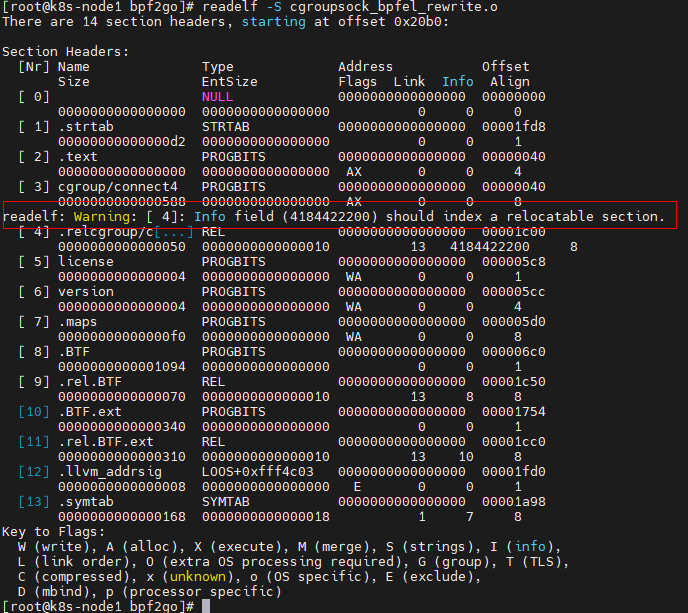 [root@k8s-node1 bpf2go]# readelf -S cgroupsock_bpfel_rewrite.o
There are 14 section headers, starting at offset 0x20b0:
Section Headers:
[Nr] Name Type Address Offset
Size EntSize Flags Link Info Align
[ 0] NULL 0000000000000000 00000000
0000000000000000 0000000000000000 0 0 0
[ 1] .strtab STRTAB 0000000000000000 00001fd8
00000000000000d2 0000000000000000 0 0 1
[ 2] .text PROGBITS 0000000000000000 00000040
0000000000000000 0000000000000000 AX 0 0 4
[ 3] cgroup/connect4 PROGBITS 0000000000000000 00000040
0000000000000588 0000000000000000 AX 0 0 8
readelf: Warning: [ 4]: Info field (4184422200) should index a relocatable section.
[ 4] .relcgroup/c[...] REL 0000000000000000 00001c00
0000000000000050 0000000000000010 13 4184422200 8
[ 5] license PROGBITS 0000000000000000 000005c8
0000000000000004 0000000000000000 WA 0 0 1
[ 6] version PROGBITS 0000000000000000 000005cc
0000000000000004 0000000000000000 WA 0 0 4
[ 7] .maps PROGBITS 0000000000000000 000005d0
00000000000000f0 0000000000000000 WA 0 0 8
[ 8] .BTF PROGBITS 0000000000000000 000006c0
0000000000001094 0000000000000000 0 0 1
[ 9] .rel.BTF REL 0000000000000000 00001c50
0000000000000070 0000000000000010 13 8 8
[10] .BTF.ext PROGBITS 0000000000000000 00001754
0000000000000340 0000000000000000 0 0 1
[11] .rel.BTF.ext REL 0000000000000000 00001cc0
0000000000000310 0000000000000010 13 10 8
[12] .llvm_addrsig LOOS+0xfff4c03 0000000000000000 00001fd0
0000000000000008 0000000000000000 E 0 0 1
[13] .symtab SYMTAB 0000000000000000 00001a98
0000000000000168 0000000000000018 1 7 8
Key to Flags:
W (write), A (alloc), X (execute), M (merge), S (strings), I (info),
L (link order), O (extra OS processing required), G (group), T (TLS),
C (compressed), x (unknown), o (OS specific), E (exclude),
D (mbind), p (processor specific)
[root@k8s-node1 bpf2go]#